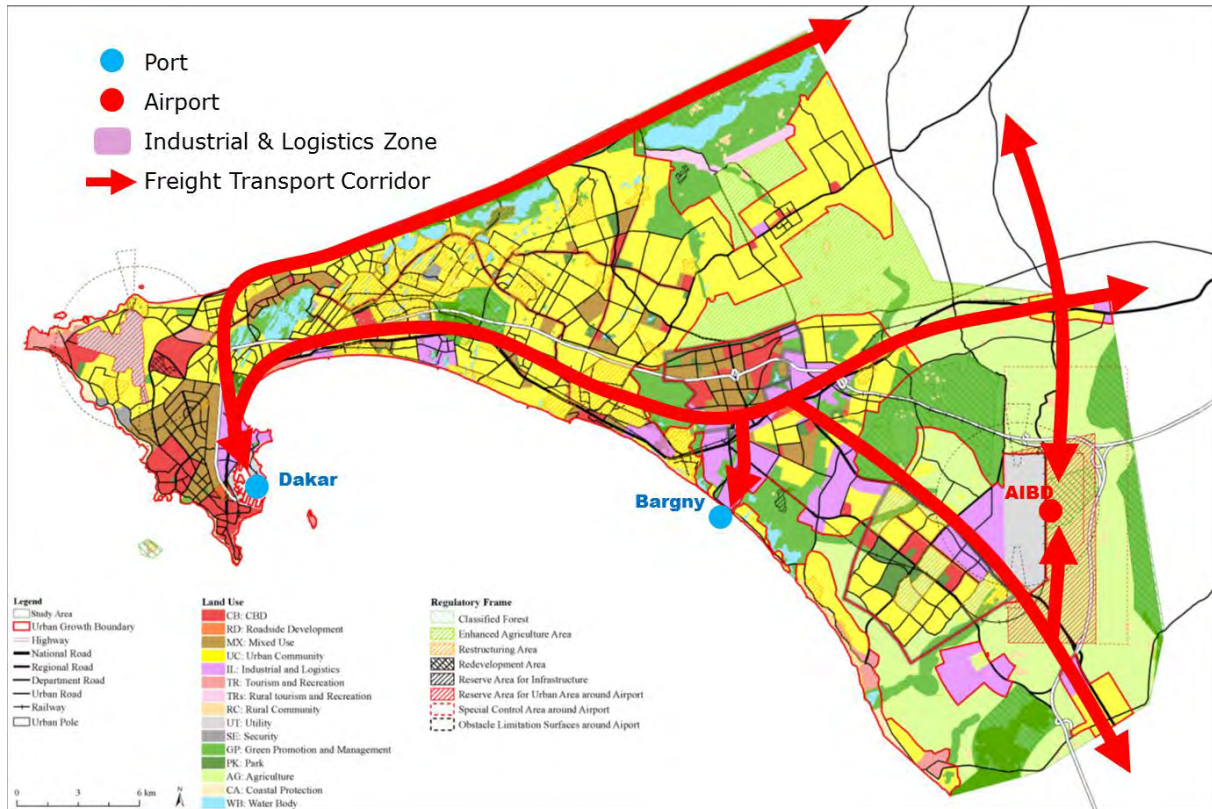 Port
Airport
Industrial & Logistics Zone
Freight Transport Corridor
Dakar
Bargny
AIBD
Legend
Study Area
Urban Growth Boundary
Highway
National Road
Regional Road
Department Road
Urban Road
Railway
Urban Pole
0 3 6 km
N
Land Use
CB: CBD
RD: Roadside Development
MX: Mixed Use
UC: Urban Community
IL: Industrial and Logistics
TR: Tourism and Recreation
TRs: Rural tourism and Recreation
RC: Rural Community
UT: Utility
SE: Security
GP: Green Promotion and Management
PK: Park
AG: Agriculture
CA: Coastal Protection
WB: Water Body
Regulatory Frame
Classified Forest
Enhanced Agriculture Area
Restructuring Area
Redevelopment Area
Reserve Area for Infrastructure
Reserve Area for Urban Area around Airport
Special Control Area around Airport
Obstacle Limitation Surfaces around Aiport